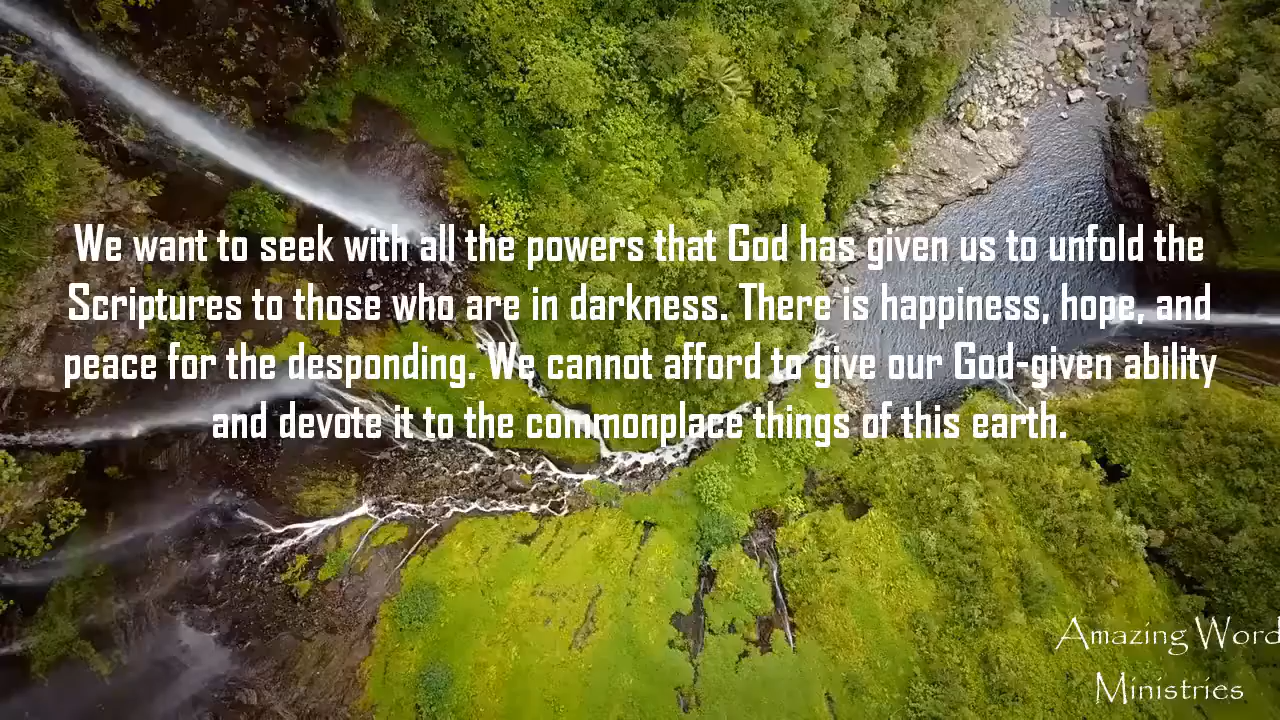 We want to seek with all the powers that God has given us to unfold the
Scriptures to those who are in darkness. There is happiness, hope, and
peace for the desponding. We cannot afford to give our God-given ability
and devote it to the commonplace things of this earth.
Amazing Word
Ministries